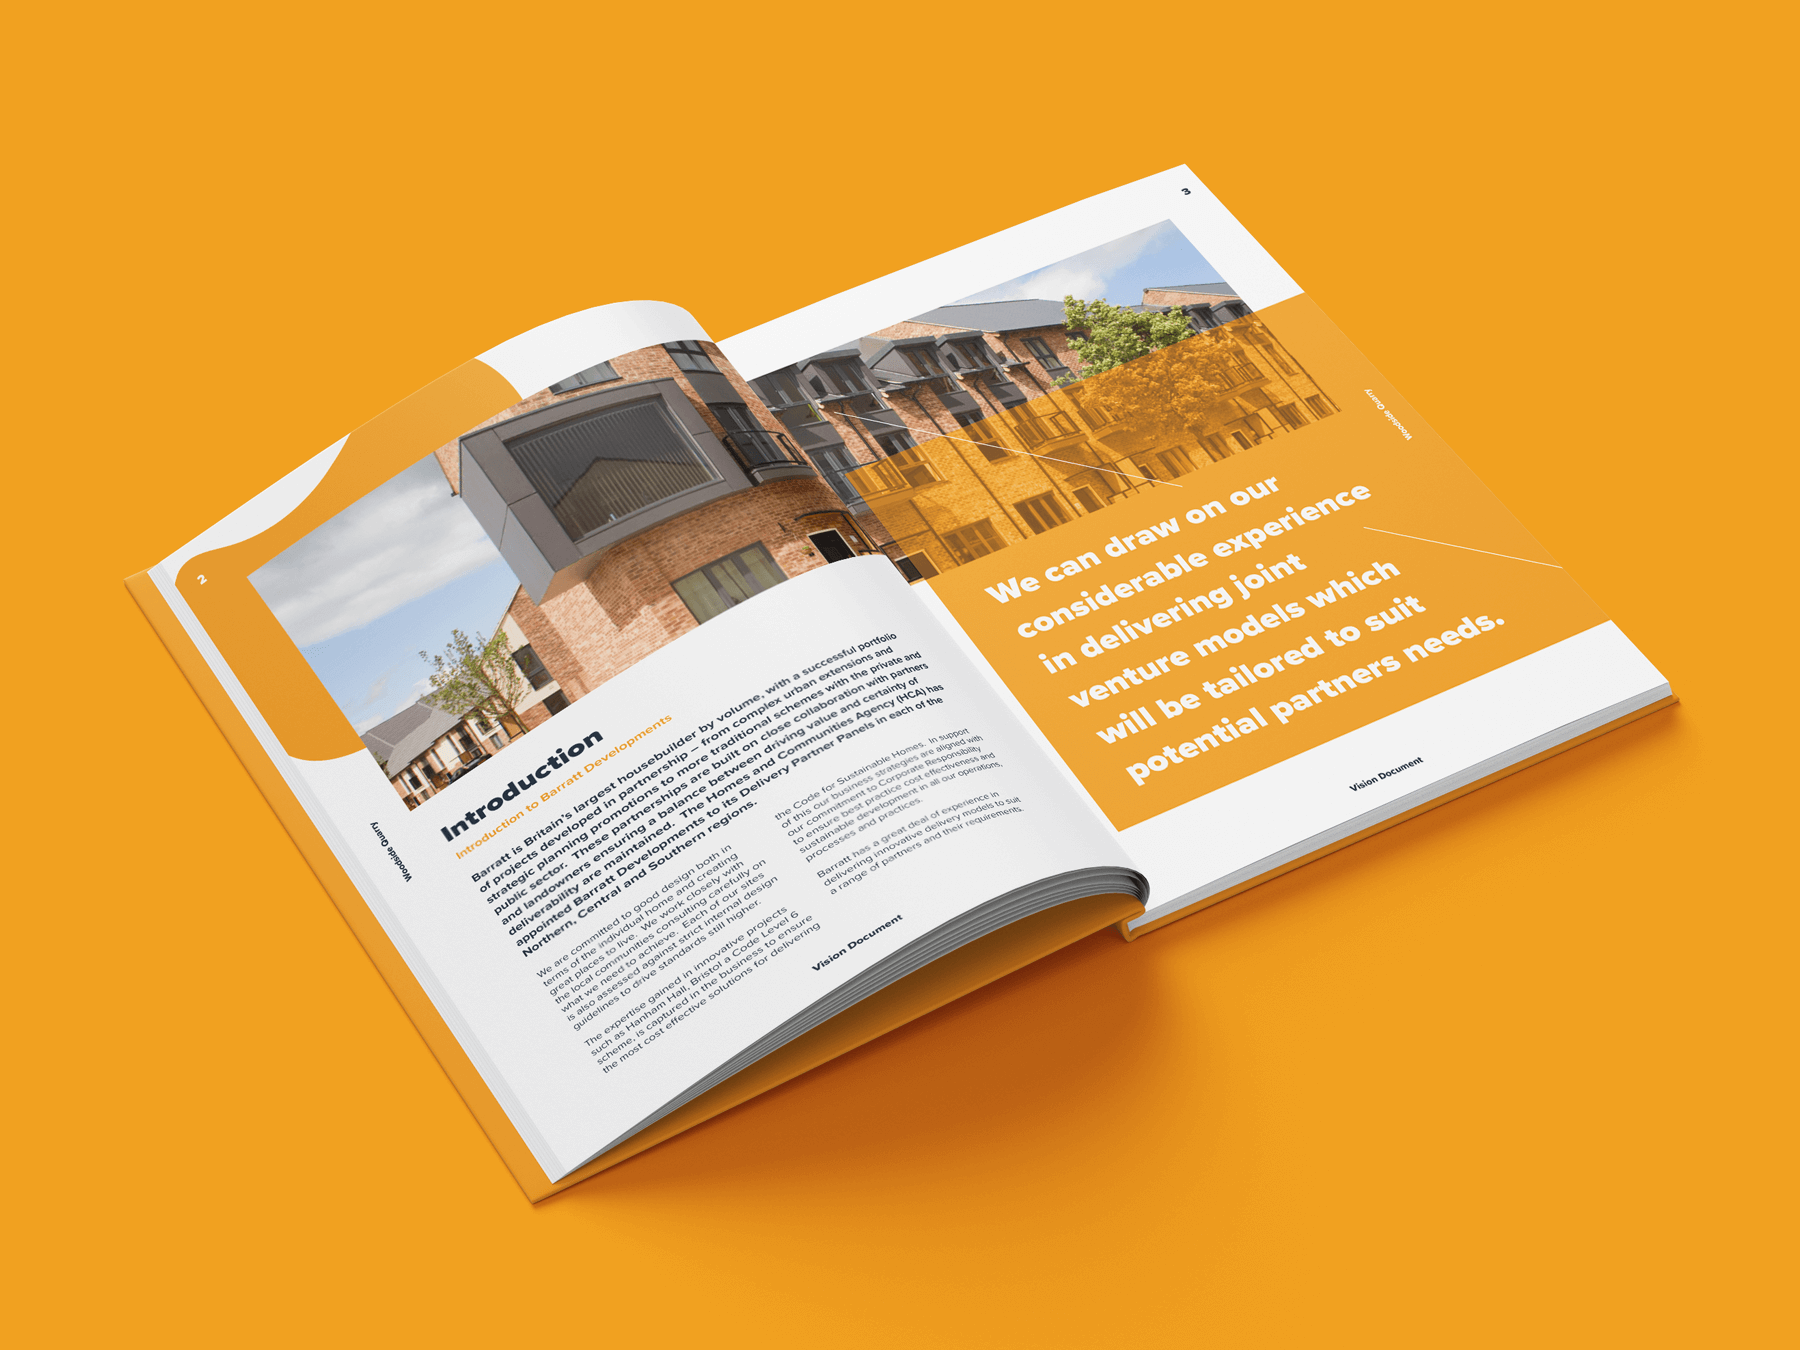 2
Introduction
Introduction to Barratt Developments
Barratt is Britain's largest housebuilder by volume, with a successful portfolio
of projects developed in partnership – from complex urban extensions and
strategic planning promotions to more traditional schemes with the private and
public sector. These partnerships are built on close collaboration with partners
and landowners ensuring a balance between driving value and certainty of
deliverability are maintained. The Homes and Communities Agency (HCA) has
appointed Barratt Developments to its Delivery Partner Panels in each of the
Northern, Central and Southern regions.
We are committed to good design both in
terms of the individual home and creating
great places to live. We work closely with
the local communities consulting carefully on
what we need to achieve. Each of our sites
is also assessed against strict internal design
guidelines to drive standards still higher.
The expertise gained in innovative projects
such as Hanham Hall, Bristol a Code Level 6
scheme, is captured in the business to ensure
the most cost effective solutions for delivering
the Code for Sustainable Homes. In support
of this our business strategies are aligned with
our commitment to Corporate Responsibility
to ensure best practice cost effectiveness and
sustainable development in all our operations,
processes and practices.
Barratt has a great deal of experience in
delivering innovative delivery models to suit
a range of partners and their requirements.
Woodside Quarry
Vision Document
3
We can draw on our
considerable experience
in delivering joint
venture models which
will be tailored to suit
potential partners needs.
Woodside Quarry
Vision Document